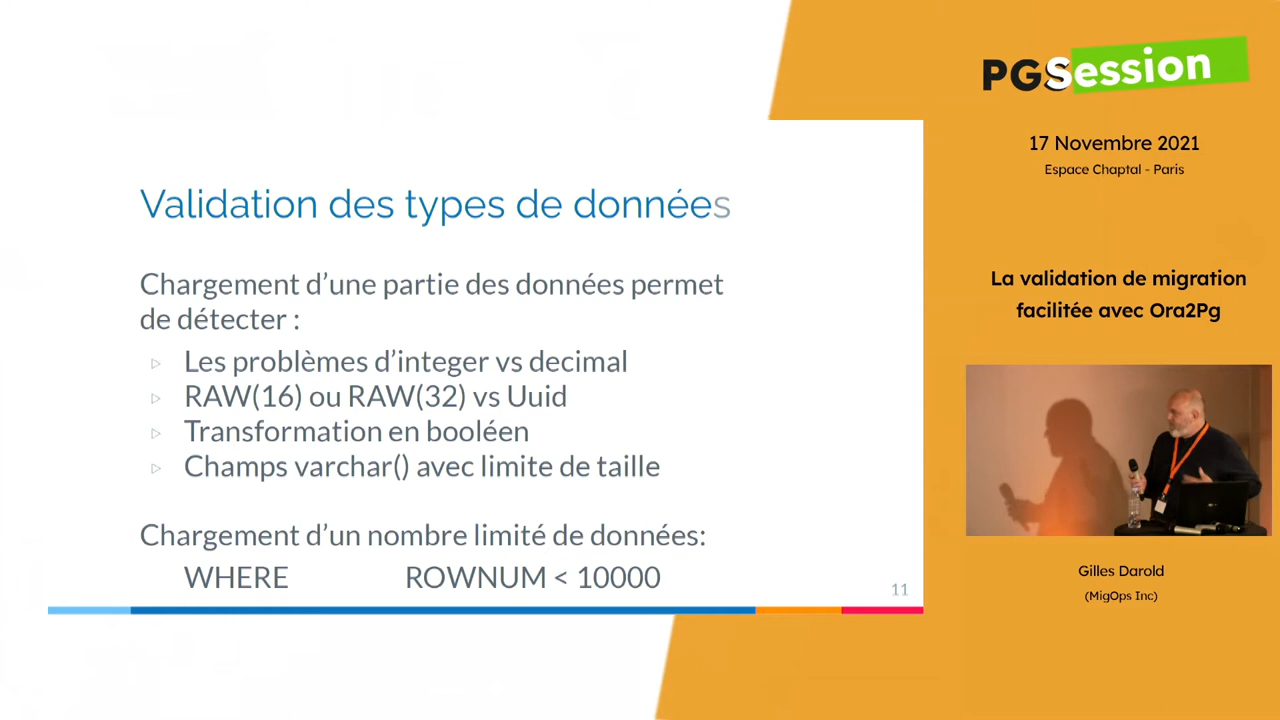 PGSession
17 Novembre 2021
Espace Chaptal - Paris
Validation des types de données
Chargement d’une partie des données permet
de détecter :
Les problèmes d’integer vs decimal
RAW(16) ou RAW(32) vs Uuid
Transformation en booléen
Champs varchar() avec limite de taille
Chargement d’un nombre limité de données:
WHERE ROWNUM < 10000
11
La validation de migration
facilitée avec Ora2Pg
Gilles Darold
(MigOps Inc)